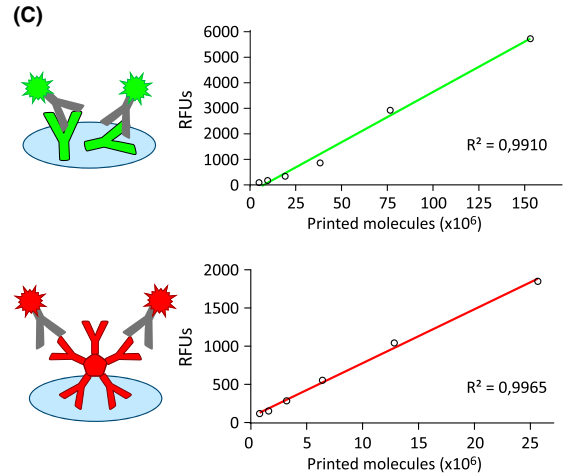 (C)
6000
5000
4000
3000
2000
1000
0
RFUs
R² = 0,9910
0 25 50 75 100 125 150
Printed molecules (x10⁶)
2000
1500
1000
500
0
RFUs
R² = 0,9965
0 5 10 15 20 25
Printed molecules (x10⁶)